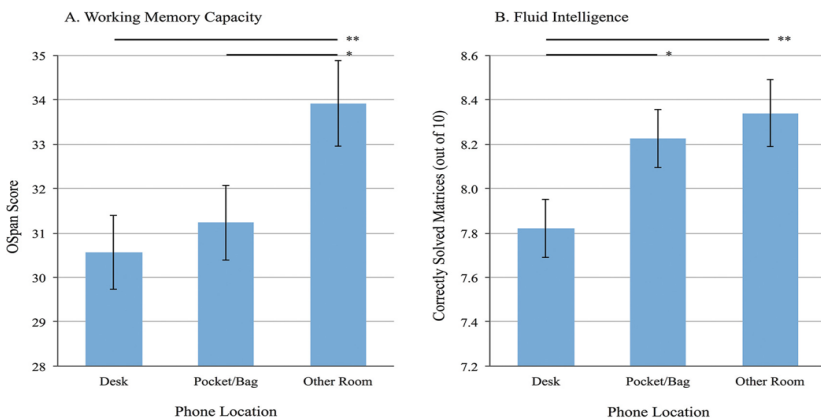 A. Working Memory Capacity
**
*
35
34
33
32
31
30
29
28
OSpan Score
Desk
Pocket/Bag
Other Room
Phone Location
B. Fluid Intelligence
**
*
8.6
8.4
8.2
8.0
7.8
7.6
7.4
7.2
Correctly Solved Matrices (out of 10)
Desk
Pocket/Bag
Other Room
Phone Location